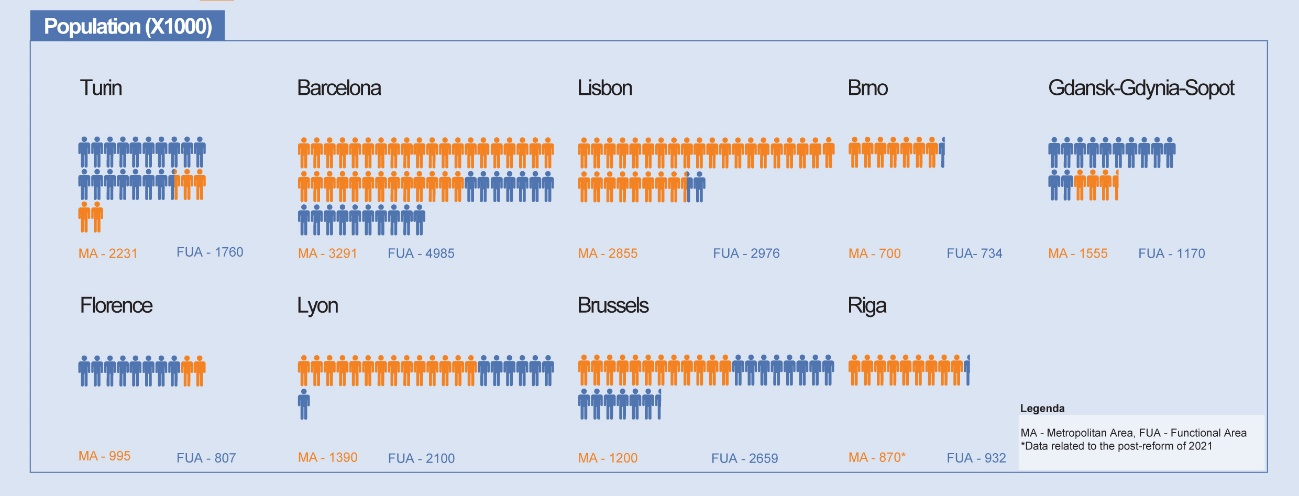 Population (X1000)
Turin
Barcelona
Lisbon
Brno
Gdansk-Gdynia-Sopot
MA - 2231
FUA - 1760
MA - 3291
FUA - 4985
MA - 2855
FUA - 2976
MA - 700
FUA- 734
MA - 1555
FUA - 1170
Florence
Lyon
Brussels
Riga
MA - 995
FUA - 807
MA - 1390
FUA - 2100
MA - 1200
FUA - 2659
MA - 870*
FUA - 932
Legenda
MA - Metropolitan Area, FUA - Functional Area
*Data related to the post-reform of 2021